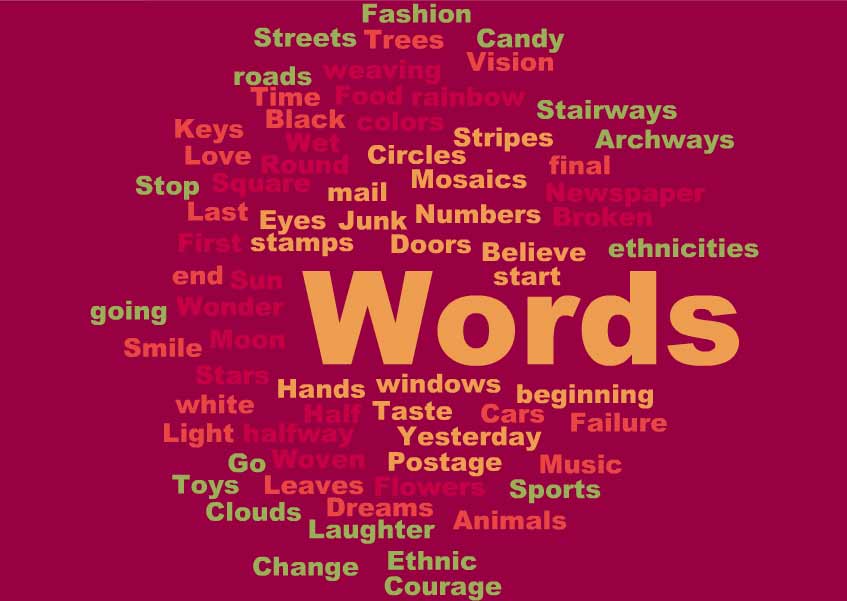 Fashion
Streets Trees Candy
Vision
roads weaving
Time Food rainbow
Stairways
Black colors
Keys Stripes Archways
Wet
Love Round Circles final
Stop Square mail Mosaics Newspaper
Last Eyes Junk Numbers Broken
First stamps Doors Believe ethnicities
end Sun start
going Wonder Words
Smile Moon
Stars
Hands windows beginning
white Half Taste Cars Failure
Light halfway Yesterday
Go Woven Postage Music
Toys Leaves Flowers Sports
Clouds Dreams Animals
Laughter
Change Ethnic
Courage